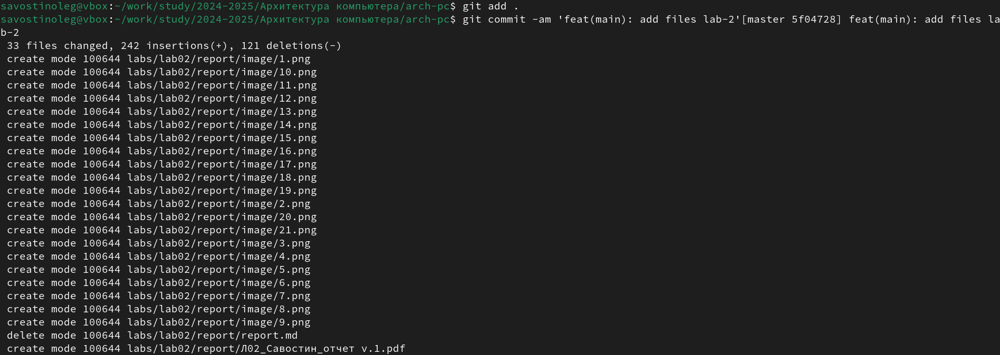 savostinoleg@vbox:~/work/study/2024-2025/Архитектура компьютера/arch-pc$ git add .
savostinoleg@vbox:~/work/study/2024-2025/Архитектура компьютера/arch-pc$ git commit -am 'feat(main): add files lab-2'[master 5f04728] feat(main): add files la
b-2
33 files changed, 242 insertions(+), 121 deletions(-)
create mode 100644 labs/lab02/report/image/1.png
create mode 100644 labs/lab02/report/image/10.png
create mode 100644 labs/lab02/report/image/11.png
create mode 100644 labs/lab02/report/image/12.png
create mode 100644 labs/lab02/report/image/13.png
create mode 100644 labs/lab02/report/image/14.png
create mode 100644 labs/lab02/report/image/15.png
create mode 100644 labs/lab02/report/image/16.png
create mode 100644 labs/lab02/report/image/17.png
create mode 100644 labs/lab02/report/image/18.png
create mode 100644 labs/lab02/report/image/19.png
create mode 100644 labs/lab02/report/image/2.png
create mode 100644 labs/lab02/report/image/20.png
create mode 100644 labs/lab02/report/image/21.png
create mode 100644 labs/lab02/report/image/3.png
create mode 100644 labs/lab02/report/image/4.png
create mode 100644 labs/lab02/report/image/5.png
create mode 100644 labs/lab02/report/image/6.png
create mode 100644 labs/lab02/report/image/7.png
create mode 100644 labs/lab02/report/image/8.png
create mode 100644 labs/lab02/report/image/9.png
delete mode 100644 labs/lab02/report/report.md
create mode 100644 labs/lab02/report/Л02_Савостин_отчет v.1.pdf